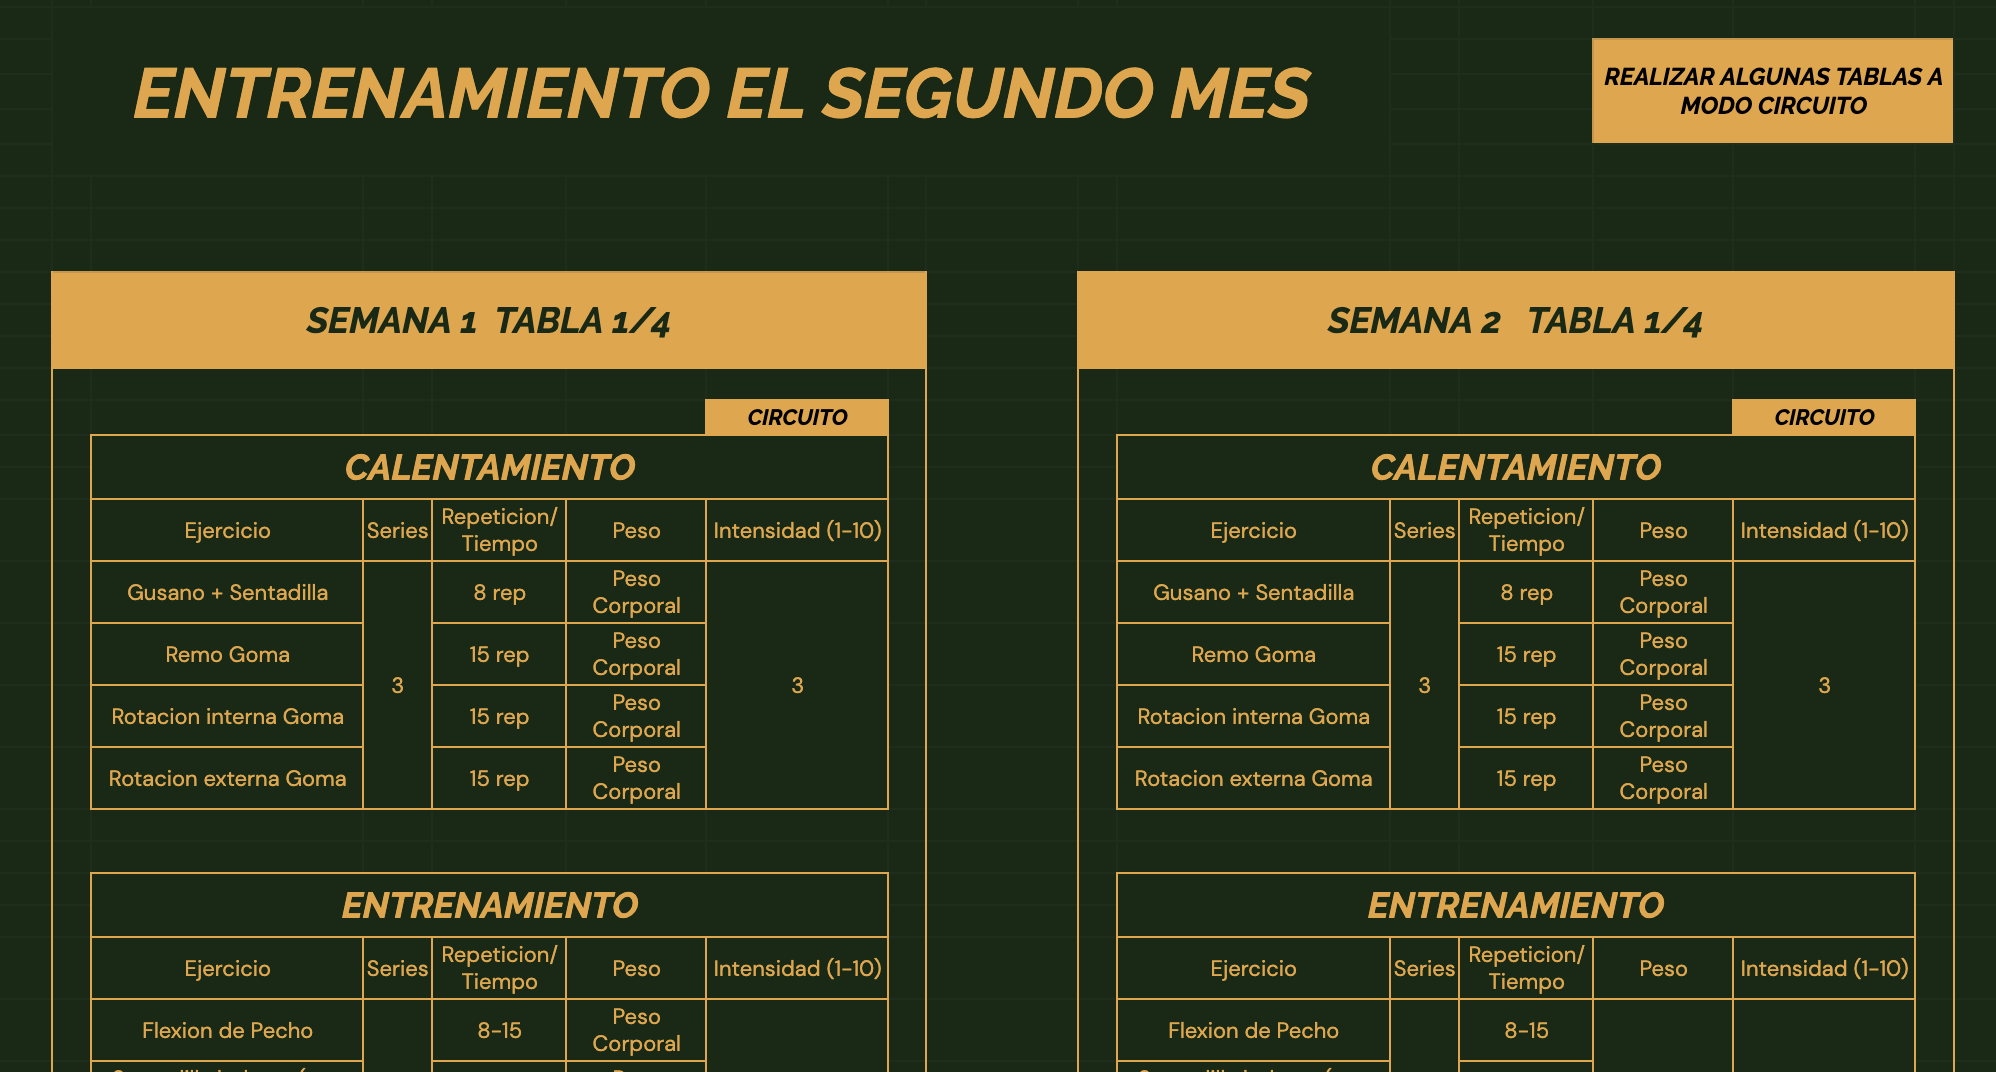 ENTRENAMIENTO EL SEGUNDO MES
REALIZAR ALGUNAS TABLAS A
MODO CIRCUITO
SEMANA 1 TABLA 1/4
CIRCUITO
CALENTAMIENTO
Ejercicio Series Repeticion/ Tiempo Peso Intensidad (1-10)
Gusano + Sentadilla 8 rep Peso Corporal
Remo Goma 15 rep Peso Corporal
3 3
Rotacion interna Goma 15 rep Peso Corporal
Rotacion externa Goma 15 rep Peso Corporal
ENTRENAMIENTO
Ejercicio Series Repeticion/ Tiempo Peso Intensidad (1-10)
Flexion de Pecho 8-15 Peso Corporal
SEMANA 2 TABLA 1/4
CIRCUITO
CALENTAMIENTO
Ejercicio Series Repeticion/ Tiempo Peso Intensidad (1-10)
Gusano + Sentadilla 8 rep Peso Corporal
Remo Goma 15 rep Peso Corporal
3 3
Rotacion interna Goma 15 rep Peso Corporal
Rotacion externa Goma 15 rep Peso Corporal
ENTRENAMIENTO
Ejercicio Series Repeticion/ Tiempo Peso Intensidad (1-10)
Flexion de Pecho 8-15